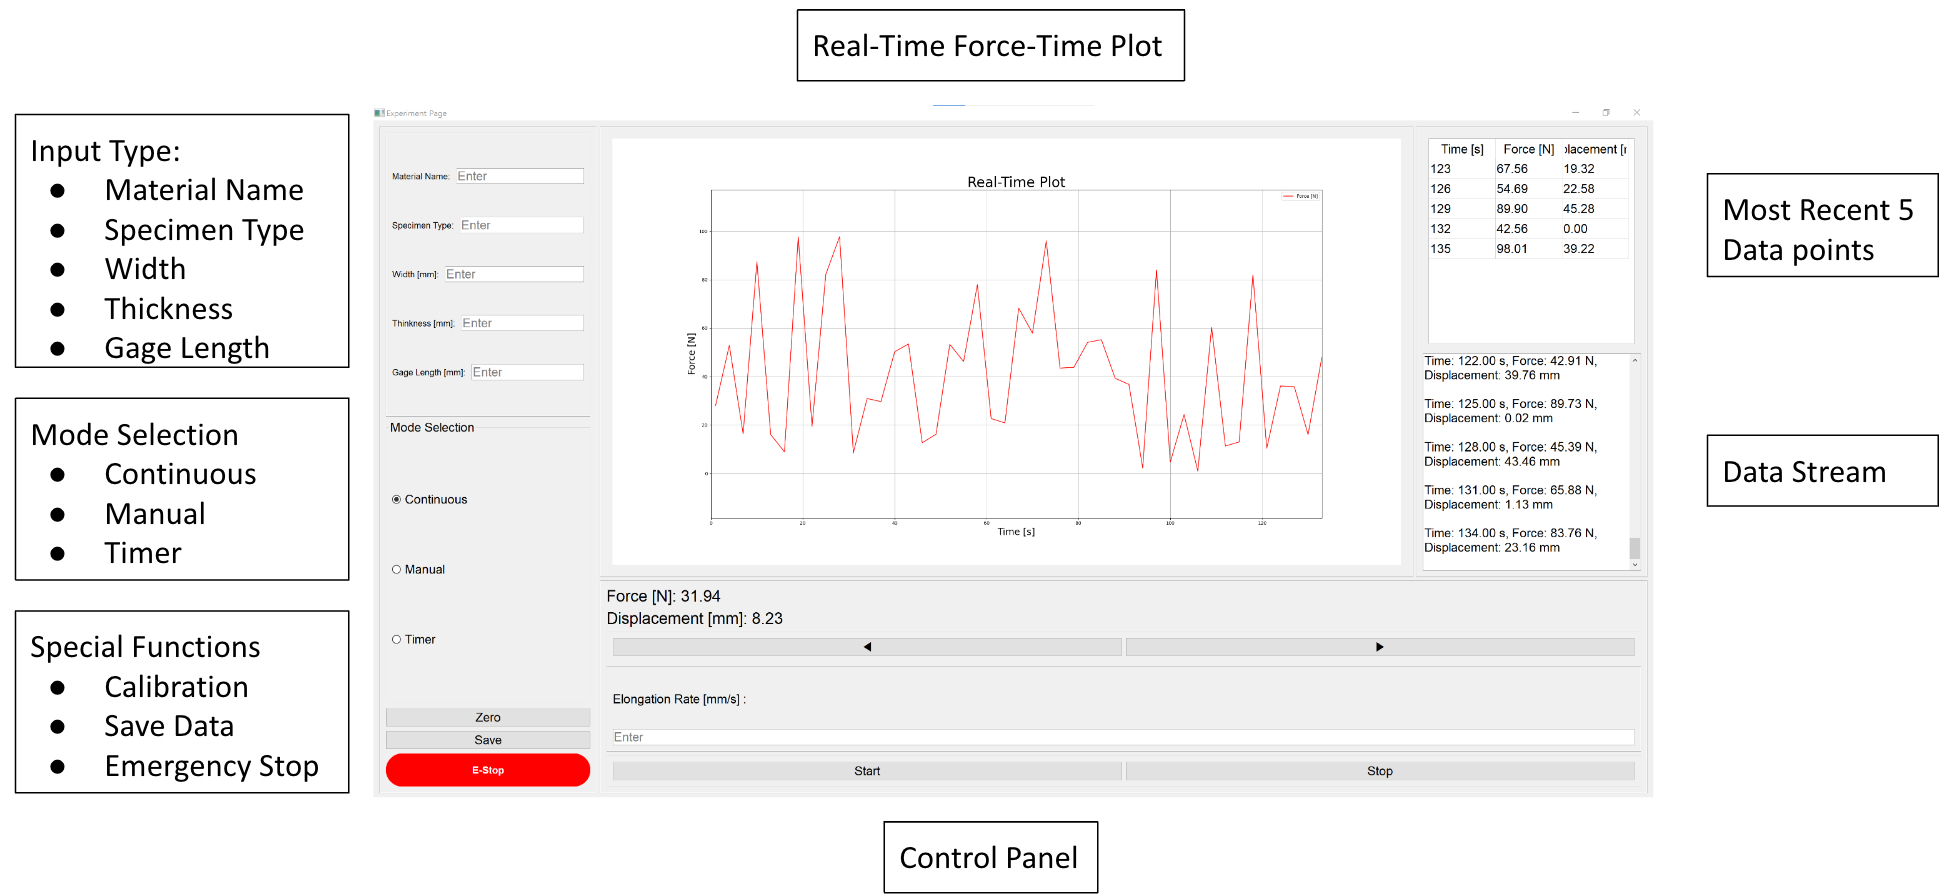 Real-Time Force-Time Plot
Input Type:
● Material Name
● Specimen Type
● Width
● Thickness
● Gage Length
Mode Selection
● Continuous
● Manual
● Timer
Special Functions
● Calibration
● Save Data
● Emergency Stop
Experiment Page
Material Name: Enter
Specimen Type: Enter
Width [mm]: Enter
Thinkness [mm]: Enter
Gage Length [mm]: Enter
Mode Selection
Continuous
Manual
Timer
Zero
Save
E-Stop
Real-Time Plot
Force [N]
Force [N]
100
80
60
40
20
0
0 20 40 60 80 100 120
Time [s]
Time [s] Force [N] placement [r
123 67.56 19.32
126 54.69 22.58
129 89.90 45.28
132 42.56 0.00
135 98.01 39.22
Time: 122.00 s, Force: 42.91 N,
Displacement: 39.76 mm
Time: 125.00 s, Force: 89.73 N,
Displacement: 0.02 mm
Time: 128.00 s, Force: 45.39 N,
Displacement: 43.46 mm
Time: 131.00 s, Force: 65.88 N,
Displacement: 1.13 mm
Time: 134.00 s, Force: 83.76 N,
Displacement: 23.16 mm
Force [N]: 31.94
Displacement [mm]: 8.23
Elongation Rate [mm/s] :
Enter
Start Stop
Most Recent 5
Data points
Data Stream
Control Panel